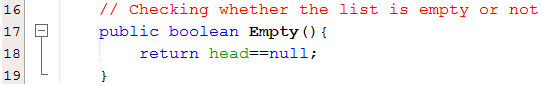 16 // Checking whether the list is empty or not
17 public boolean Empty(){
18 return head==null;
19 }